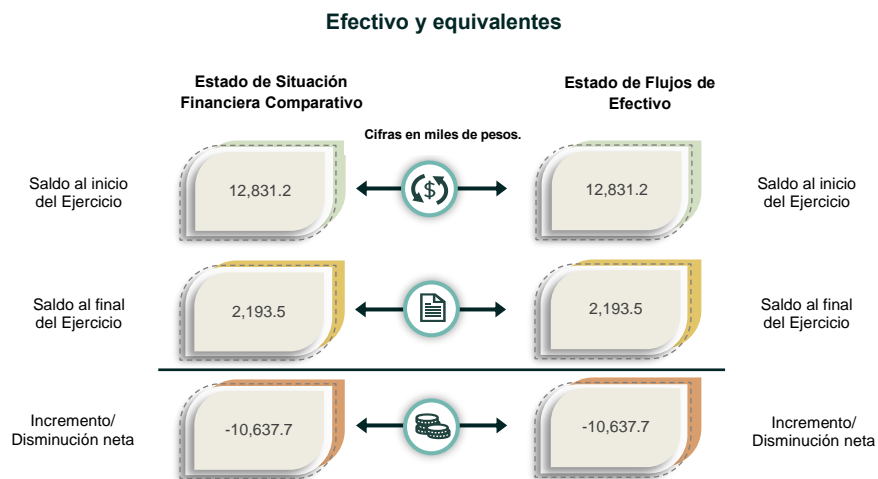 Efectivo y equivalentes
Estado de Situación
Financiera Comparativo
Estado de Flujos de
Efectivo
Cifras en miles de pesos.
Saldo al inicio
del Ejercicio
12,831.2
$
12,831.2
Saldo al inicio
del Ejercicio
Saldo al final
del Ejercicio
2,193.5
2,193.5
Saldo al final
del Ejercicio
Incremento/
Disminución neta
-10,637.7
-10,637.7
Incremento/
Disminución neta